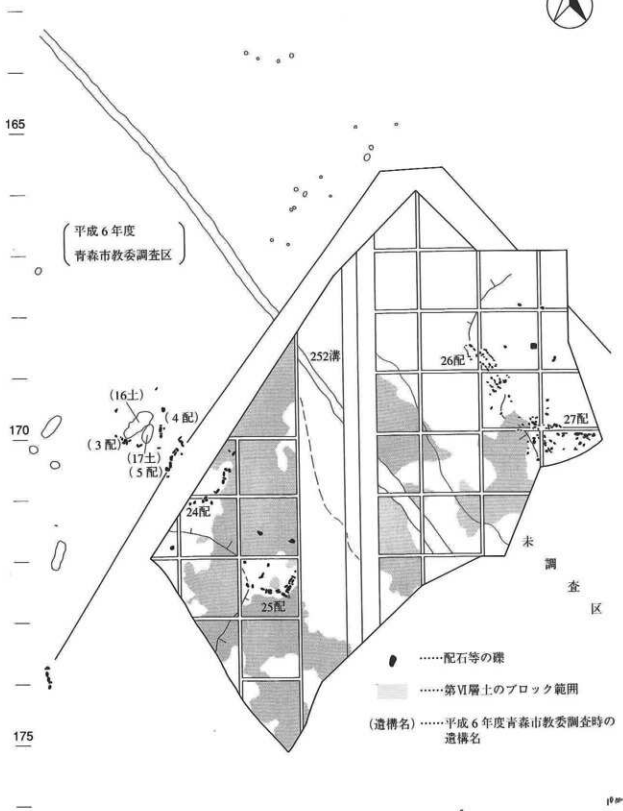 165
平成6年度
青森市教委調査区
252溝
26配
(16土)
(4配)
27配
170
(3配)
(17土)
(5配)
24配
未
調
査
区
25配
……配石等の礫
……第Ⅵ層土のブロック範囲
(遺構名)……平成6年度青森市教委調査時の
遺構名
175